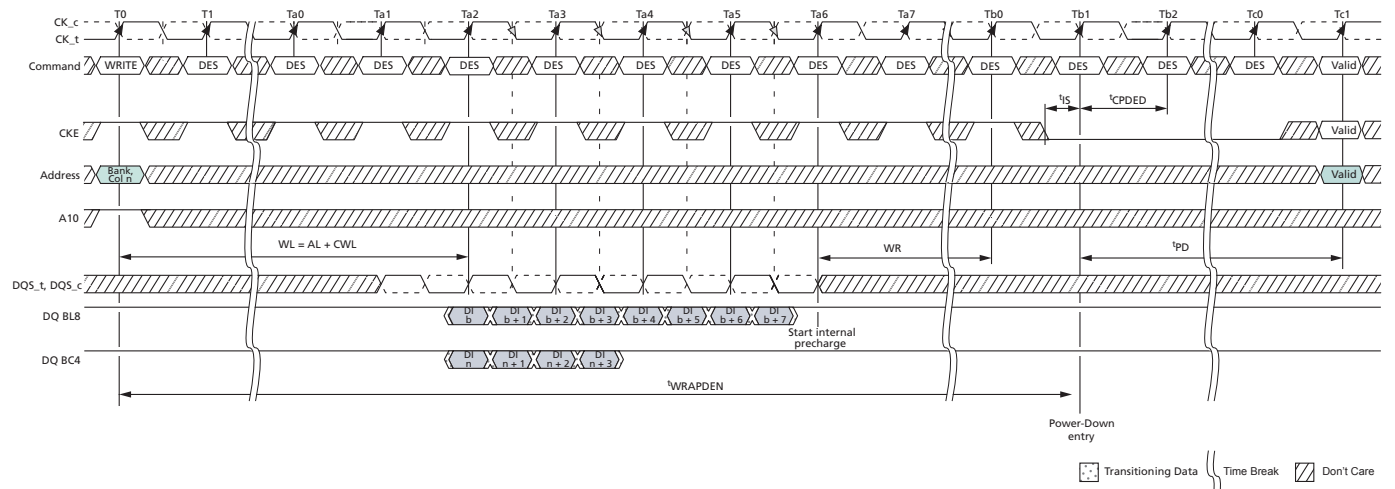 T0 T1 Ta0 Ta1 Ta2 Ta3 Ta4 Ta5 Ta6 Ta7 Tb0 Tb1 Tb2 Tc0 Tc1
CK_c
CK_t
Command WRITE DES DES DES DES DES DES DES DES DES DES DES DES DES Valid
tIS tCPDED
CKE Valid
Address Bank, Col n Valid
A10
WL = AL + CWL WR tPD
DQS_t, DQS_c
DQ BL8 DI b DI b + 1 DI b + 2 DI b + 3 DI b + 4 DI b + 5 DI b + 6 DI b + 7
Start internal
precharge
DQ BC4 DI n DI n + 1 DI n + 2 DI n + 3
tWRAPDEN
Power-Down
entry
Transitioning Data Time Break Don't Care